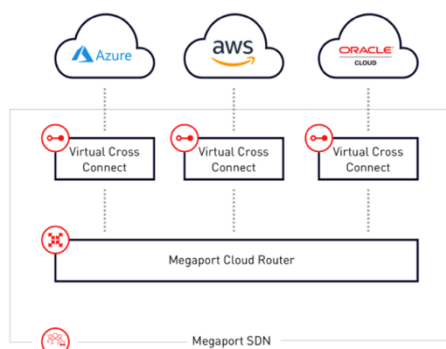 Azure
aws
ORACLE
CLOUD
Virtual Cross
Connect
Virtual Cross
Connect
Virtual Cross
Connect
Megaport Cloud Router
Megaport SDN